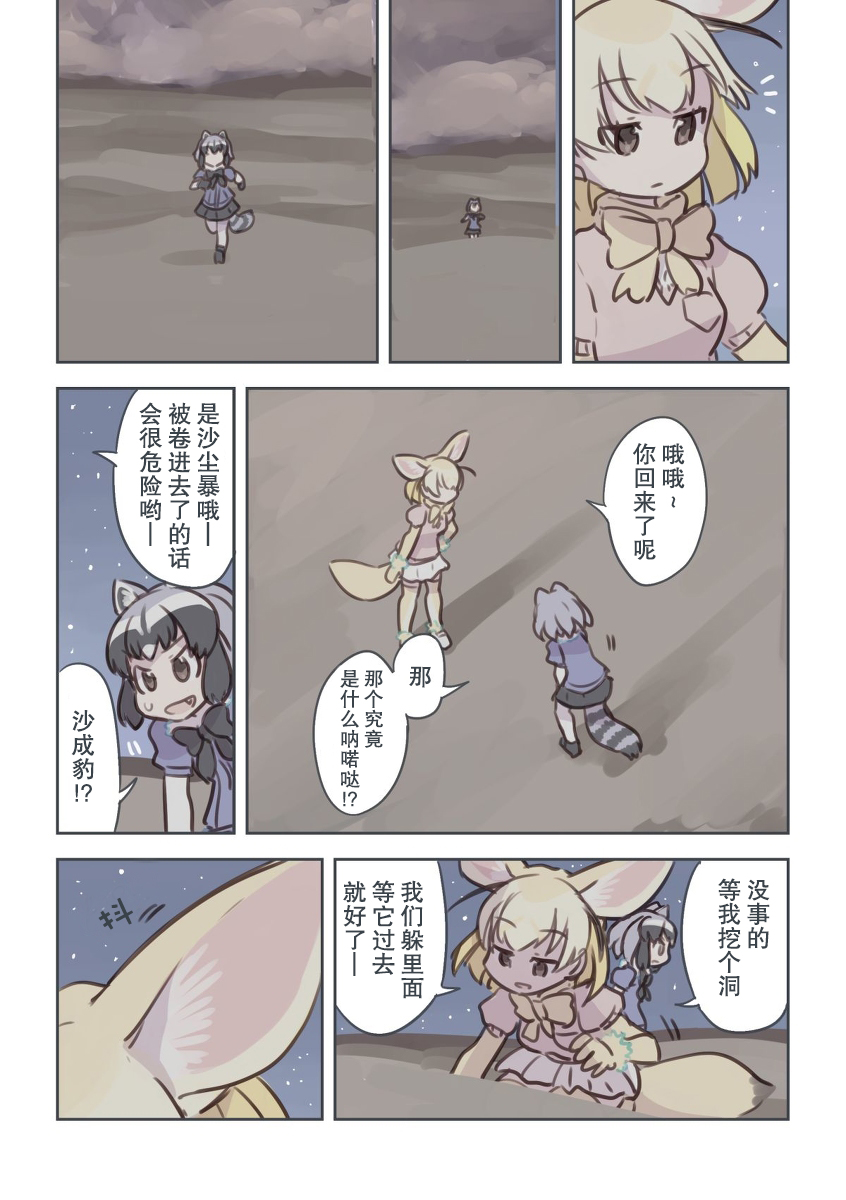 哦哦~
你回来了呢
那
那个究竟
是什么呐喏哒
!?
是沙尘暴哦—
被卷进去了的话
会很危险哟—
沙成豹!?
没事的
等我挖个洞
我们躲里面
等它过去
就好了—
抖